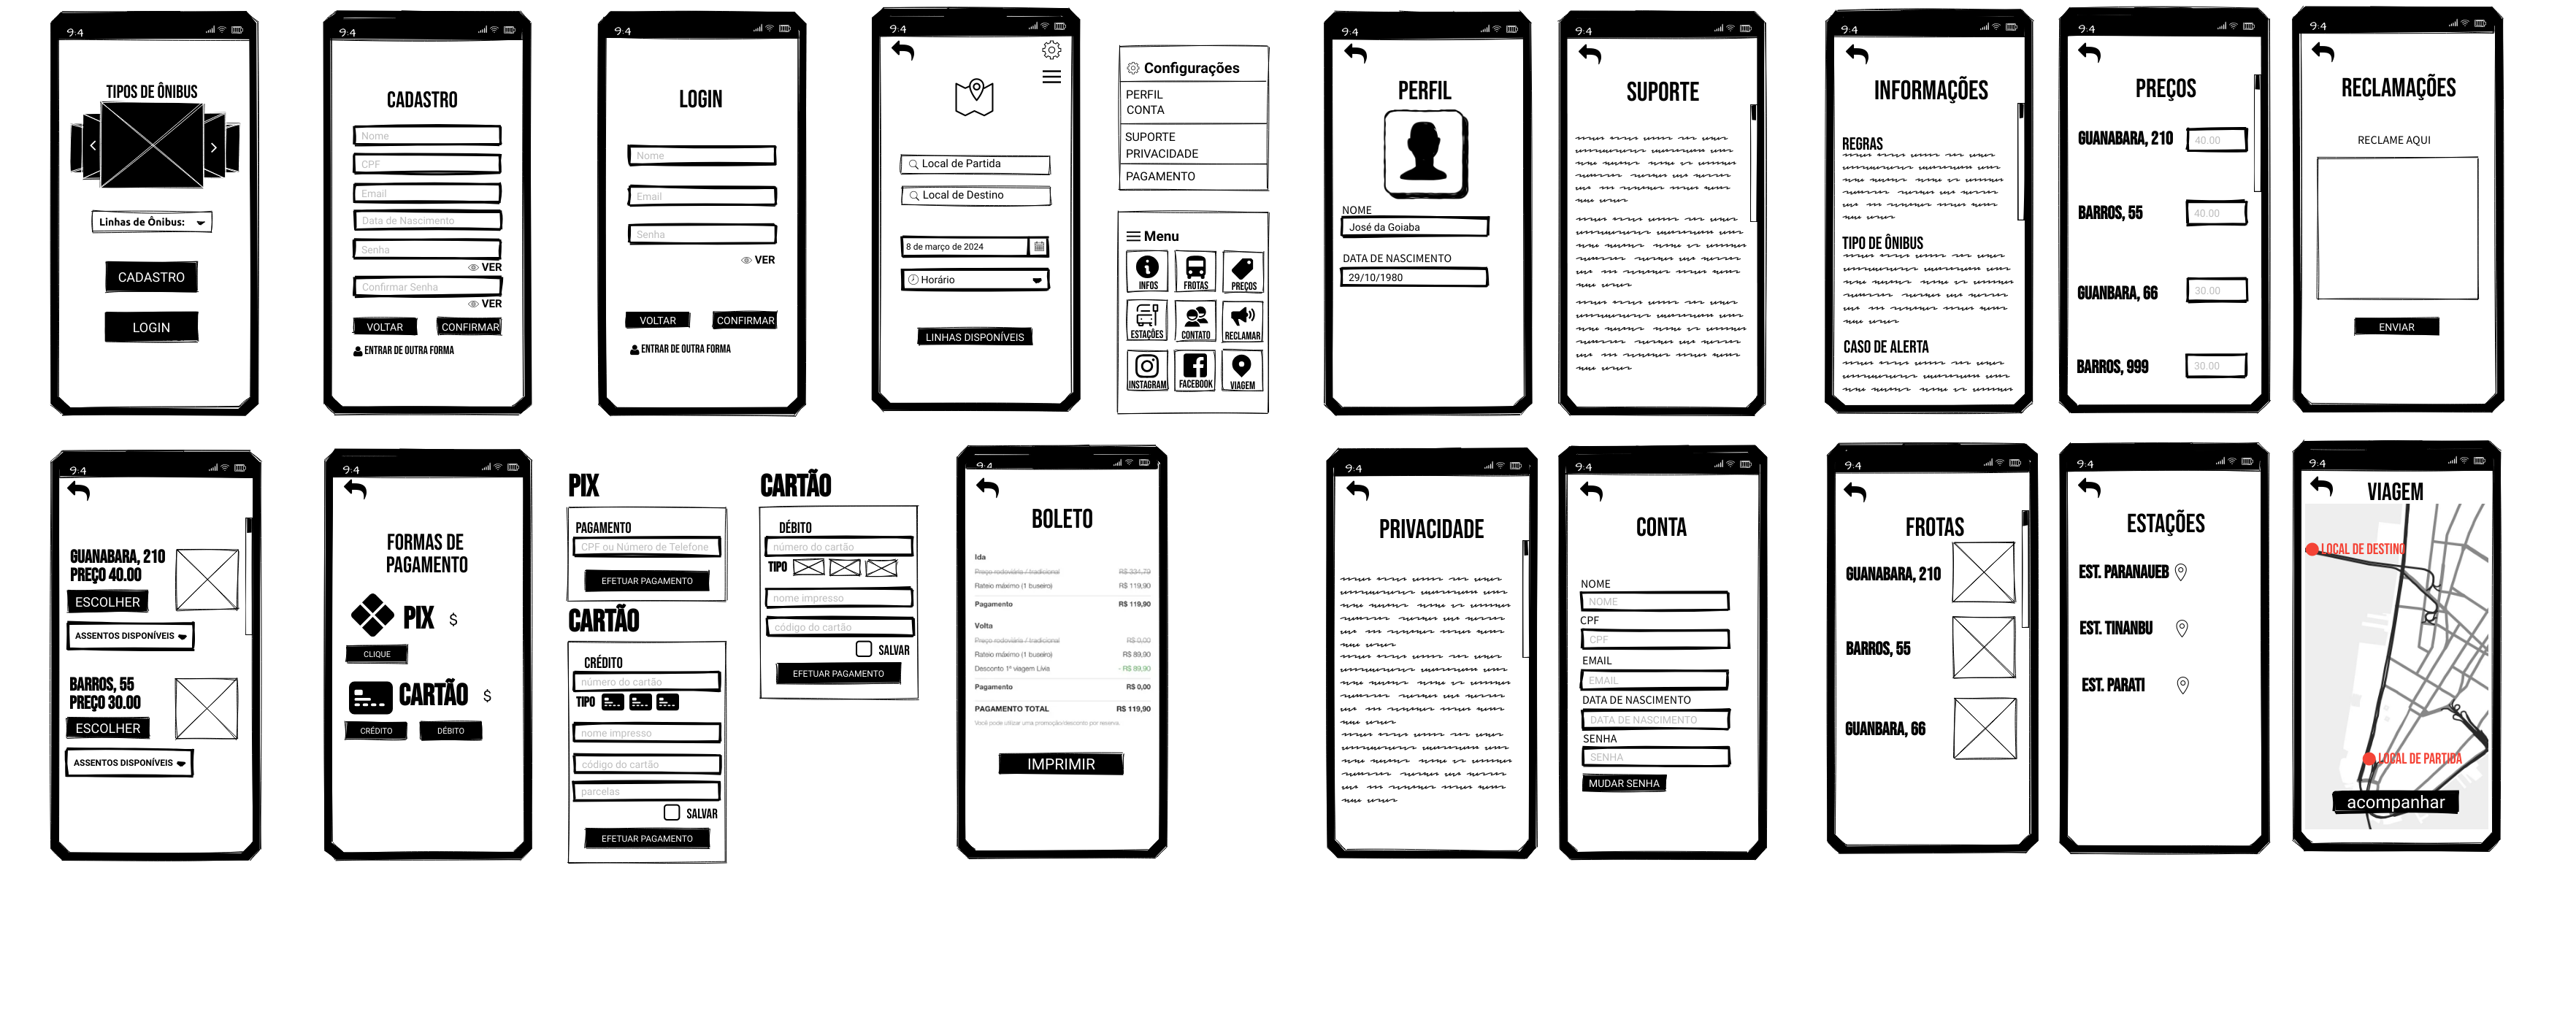 9:4
TIPOS DE ÔNIBUS
Linhas de Ônibus:
CADASTRO
LOGIN
9:4
CADASTRO
Nome
CPF
Email
Data de Nascimento
Senha
VER
Confirmar Senha
VER
VOLTAR
CONFIRMAR
ENTRAR DE OUTRA FORMA
9:4
LOGIN
Nome
Email
Senha
VER
VOLTAR
CONFIRMAR
ENTRAR DE OUTRA FORMA
9:4
Local de Partida
Local de Destino
8 de março de 2024
Horário
LINHAS DISPONÍVEIS
Configurações
PERFIL
CONTA
SUPORTE
PRIVACIDADE
PAGAMENTO
Menu
INFOS
FROTAS
PREÇOS
ESTAÇÕES
CONTATO
RECLAMAR
INSTAGRAM
FACEBOOK
VIAGEM
9:4
PERFIL
NOME
José da Goiaba
DATA DE NASCIMENTO
29/10/1980
9:4
SUPORTE
9:4
INFORMAÇÕES
REGRAS
TIPO DE ÔNIBUS
CASO DE ALERTA
9:4
PREÇOS
GUANABARA, 210
40.00
BARROS, 55
40.00
GUANBARA, 66
30.00
BARROS, 999
30.00
9:4
RECLAMAÇÕES
RECLAME AQUI
ENVIAR
9:4
GUANABARA, 210
PREÇO 40.00
ESCOLHER
ASSENTOS DISPONÍVEIS
BARROS, 55
PREÇO 30.00
ESCOLHER
ASSENTOS DISPONÍVEIS
9:4
FORMAS DE
PAGAMENTO
PIX $
CLIQUE
CARTÃO $
CRÉDITO
DÉBITO
PIX
PAGAMENTO
CPF ou Número de Telefone
EFETUAR PAGAMENTO
CARTÃO
CRÉDITO
número do cartão
TIPO
nome impresso
código do cartão
parcelas
SALVAR
EFETUAR PAGAMENTO
CARTÃO
DÉBITO
número do cartão
TIPO
nome impresso
código do cartão
SALVAR
EFETUAR PAGAMENTO
9:4
BOLETO
Ida
Preço rodoviária / tradicional R$ 334,79
Rateio máximo (1 buseiro) R$ 119,90
Pagamento R$ 119,90
Volta
Preço rodoviária / tradicional R$ 0,00
Rateio máximo (1 buseiro) R$ 89,90
Desconto 1ª viagem Livia - R$ 89,90
Pagamento R$ 0,00
PAGAMENTO TOTAL R$ 119,90
Você pode utilizar uma promoção/desconto por reserva.
IMPRIMIR
9:4
PRIVACIDADE
9:4
CONTA
NOME
NOME
CPF
CPF
EMAIL
EMAIL
DATA DE NASCIMENTO
DATA DE NASCIMENTO
SENHA
SENHA
MUDAR SENHA
9:4
FROTAS
GUANABARA, 210
BARROS, 55
GUANBARA, 66
9:4
ESTAÇÕES
EST. PARANAUEB
EST. TINANBU
EST. PARATI
9:4
VIAGEM
LOCAL DE DESTINO
LOCAL DE PARTIDA
acompanhar